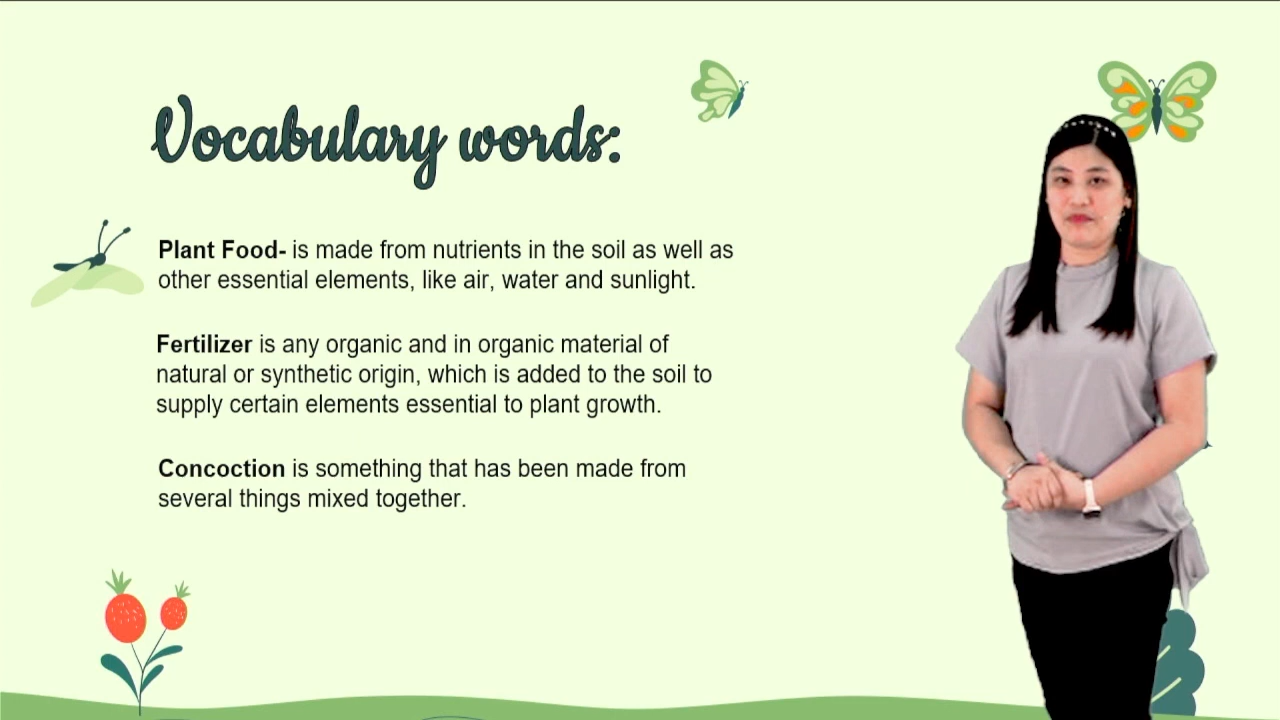 Vocabulary words:
Plant Food- is made from nutrients in the soil as well as
other essential elements, like air, water and sunlight.
Fertilizer is any organic and in organic material of
natural or synthetic origin, which is added to the soil to
supply certain elements essential to plant growth.
Concoction is something that has been made from
several things mixed together.